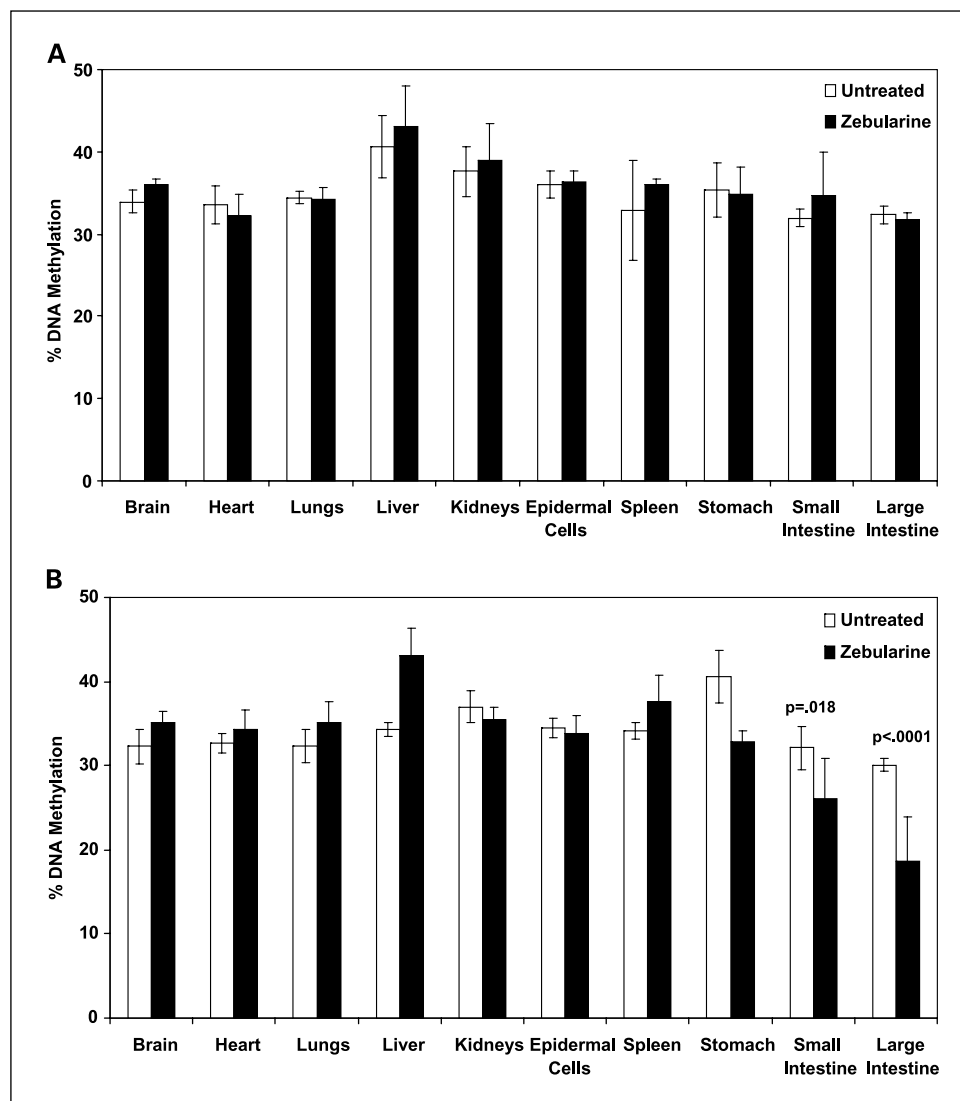 A
50
40
30
20
10
0
% DNA Methylation
Untreated
Zebularine
Brain Heart Lungs Liver Kidneys Epidermal Spleen Stomach Small Large
Cells Intestine Intestine
B
50
40
30
20
10
0
% DNA Methylation
Untreated
Zebularine
p=.018
p<.0001
Brain Heart Lungs Liver Kidneys Epidermal Spleen Stomach Small Large
Cells Intestine Intestine